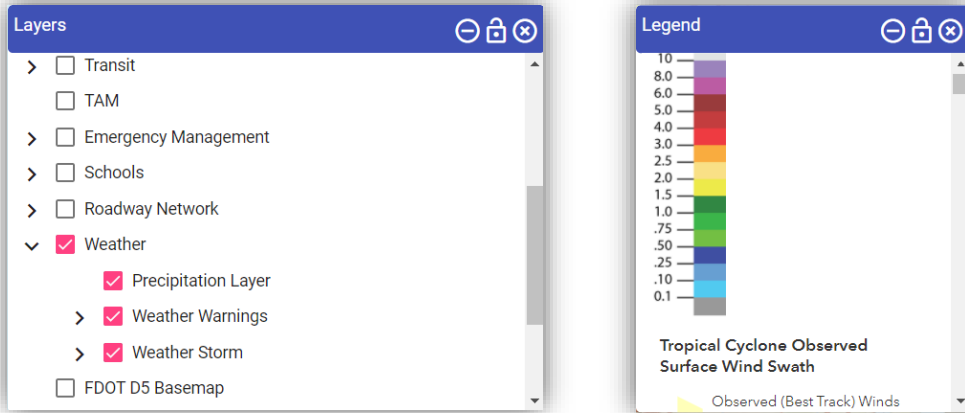 Layers
Transit
TAM
Emergency Management
Schools
Roadway Network
Weather
Precipitation Layer
Weather Warnings
Weather Storm
FDOT D5 Basemap
Legend
10
8.0
6.0
5.0
4.0
3.0
2.5
2.0
1.5
1.0
.75
.50
.25
.10
0.1
Tropical Cyclone Observed
Surface Wind Swath
Observed (Best Track) Winds